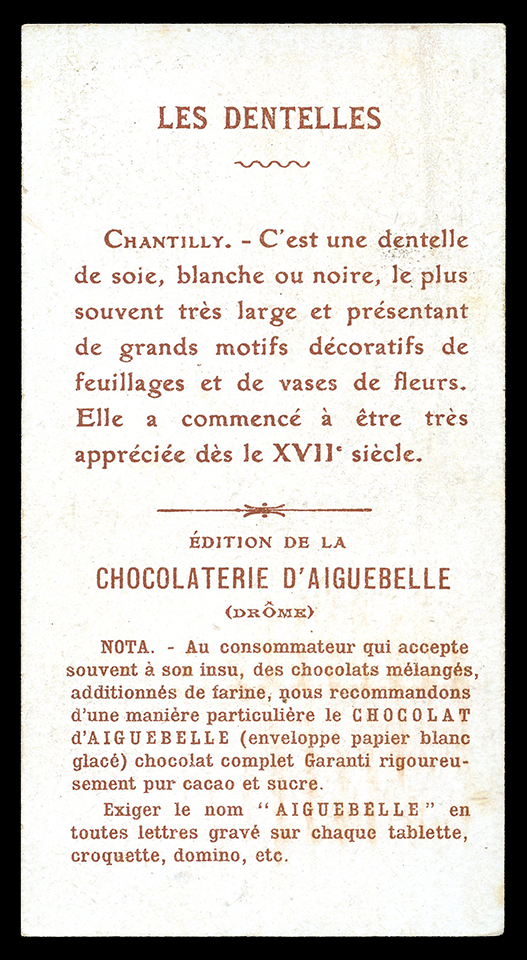 LES DENTELLES
CHANTILLY. - C'est une dentelle
de soie, blanche ou noire, le plus
souvent très large et présentant
de grands motifs décoratifs de
feuillages et de vases de fleurs.
Elle a commencé à être très
appréciée dès le XVIIe siècle.
ÉDITION DE LA
CHOCOLATERIE D'AIGUEBELLE
(DRÔME)
NOTA. - Au consommateur qui accepte
souvent à son insu, des chocolats mélangés,
additionnés de farine, nous recommandons
d'une manière particulière le CHOCOLAT
d'AIGUEBELLE (enveloppe papier blanc
glacé) chocolat complet Garanti rigoureu-
sement pur cacao et sucre.
Exiger le nom "AIGUEBELLE" en
toutes lettres gravé sur chaque tablette,
croquette, domino, etc.